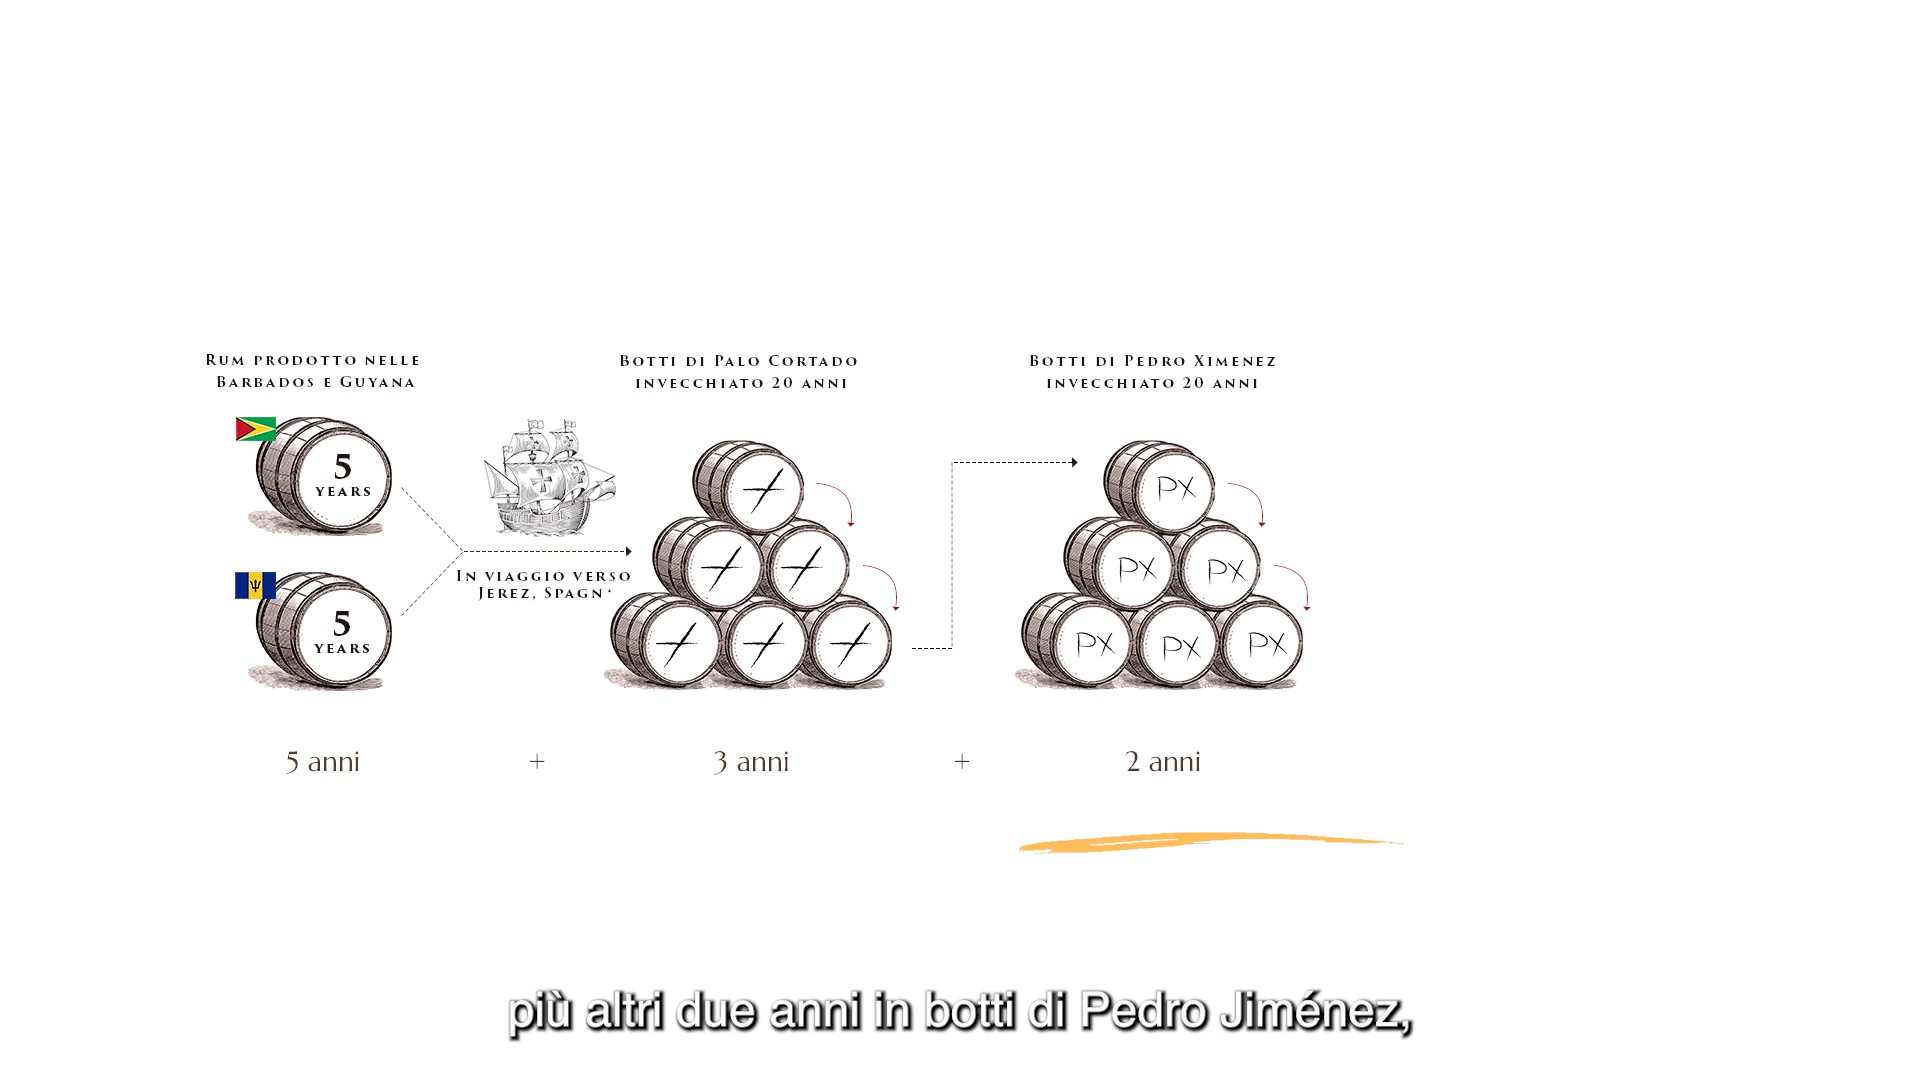 Rum prodotto nelle
Barbados e Guyana
5
YEARS
5
YEARS
In viaggio verso
Jerez, Spagn
Botti di Palo Cortado
invecchiato 20 anni
Botti di Pedro Ximenez
invecchiato 20 anni
PX
PX PX
PX PX PX
5 anni + 3 anni + 2 anni
più altri due anni in botti di Pedro Jiménez,